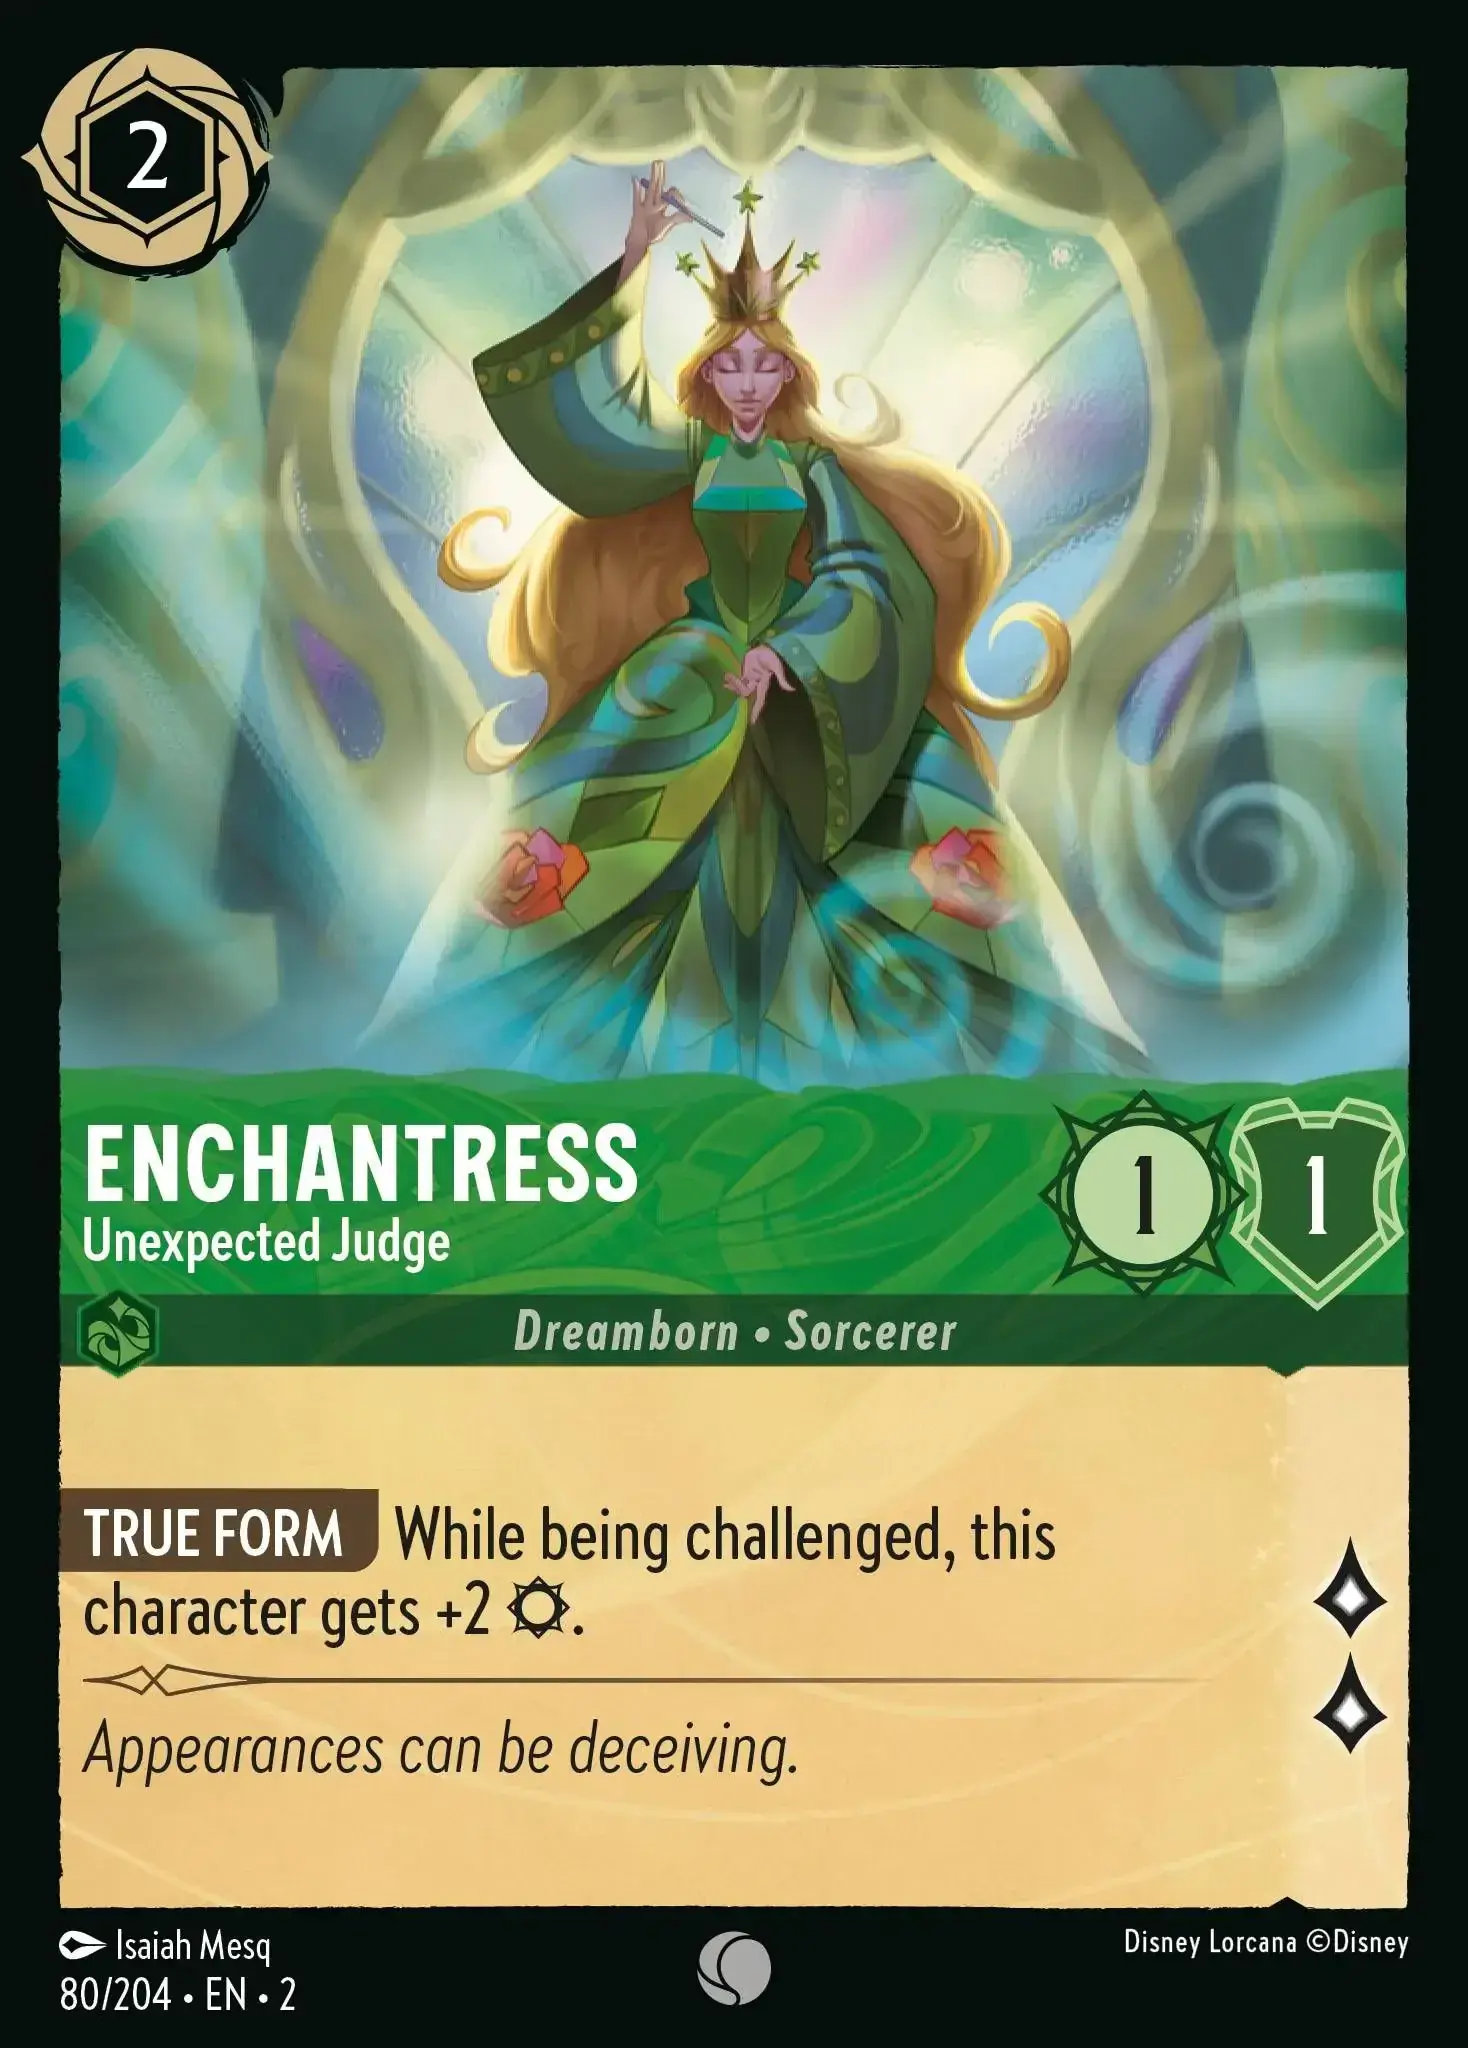 2
ENCHANTRESS
Unexpected Judge
1 1
Dreamborn • Sorcerer
TRUE FORM While being challenged, this
character gets +2 .
Appearances can be deceiving.
Isaiah Mesq
Disney Lorcana ©Disney
80/204 • EN • 2